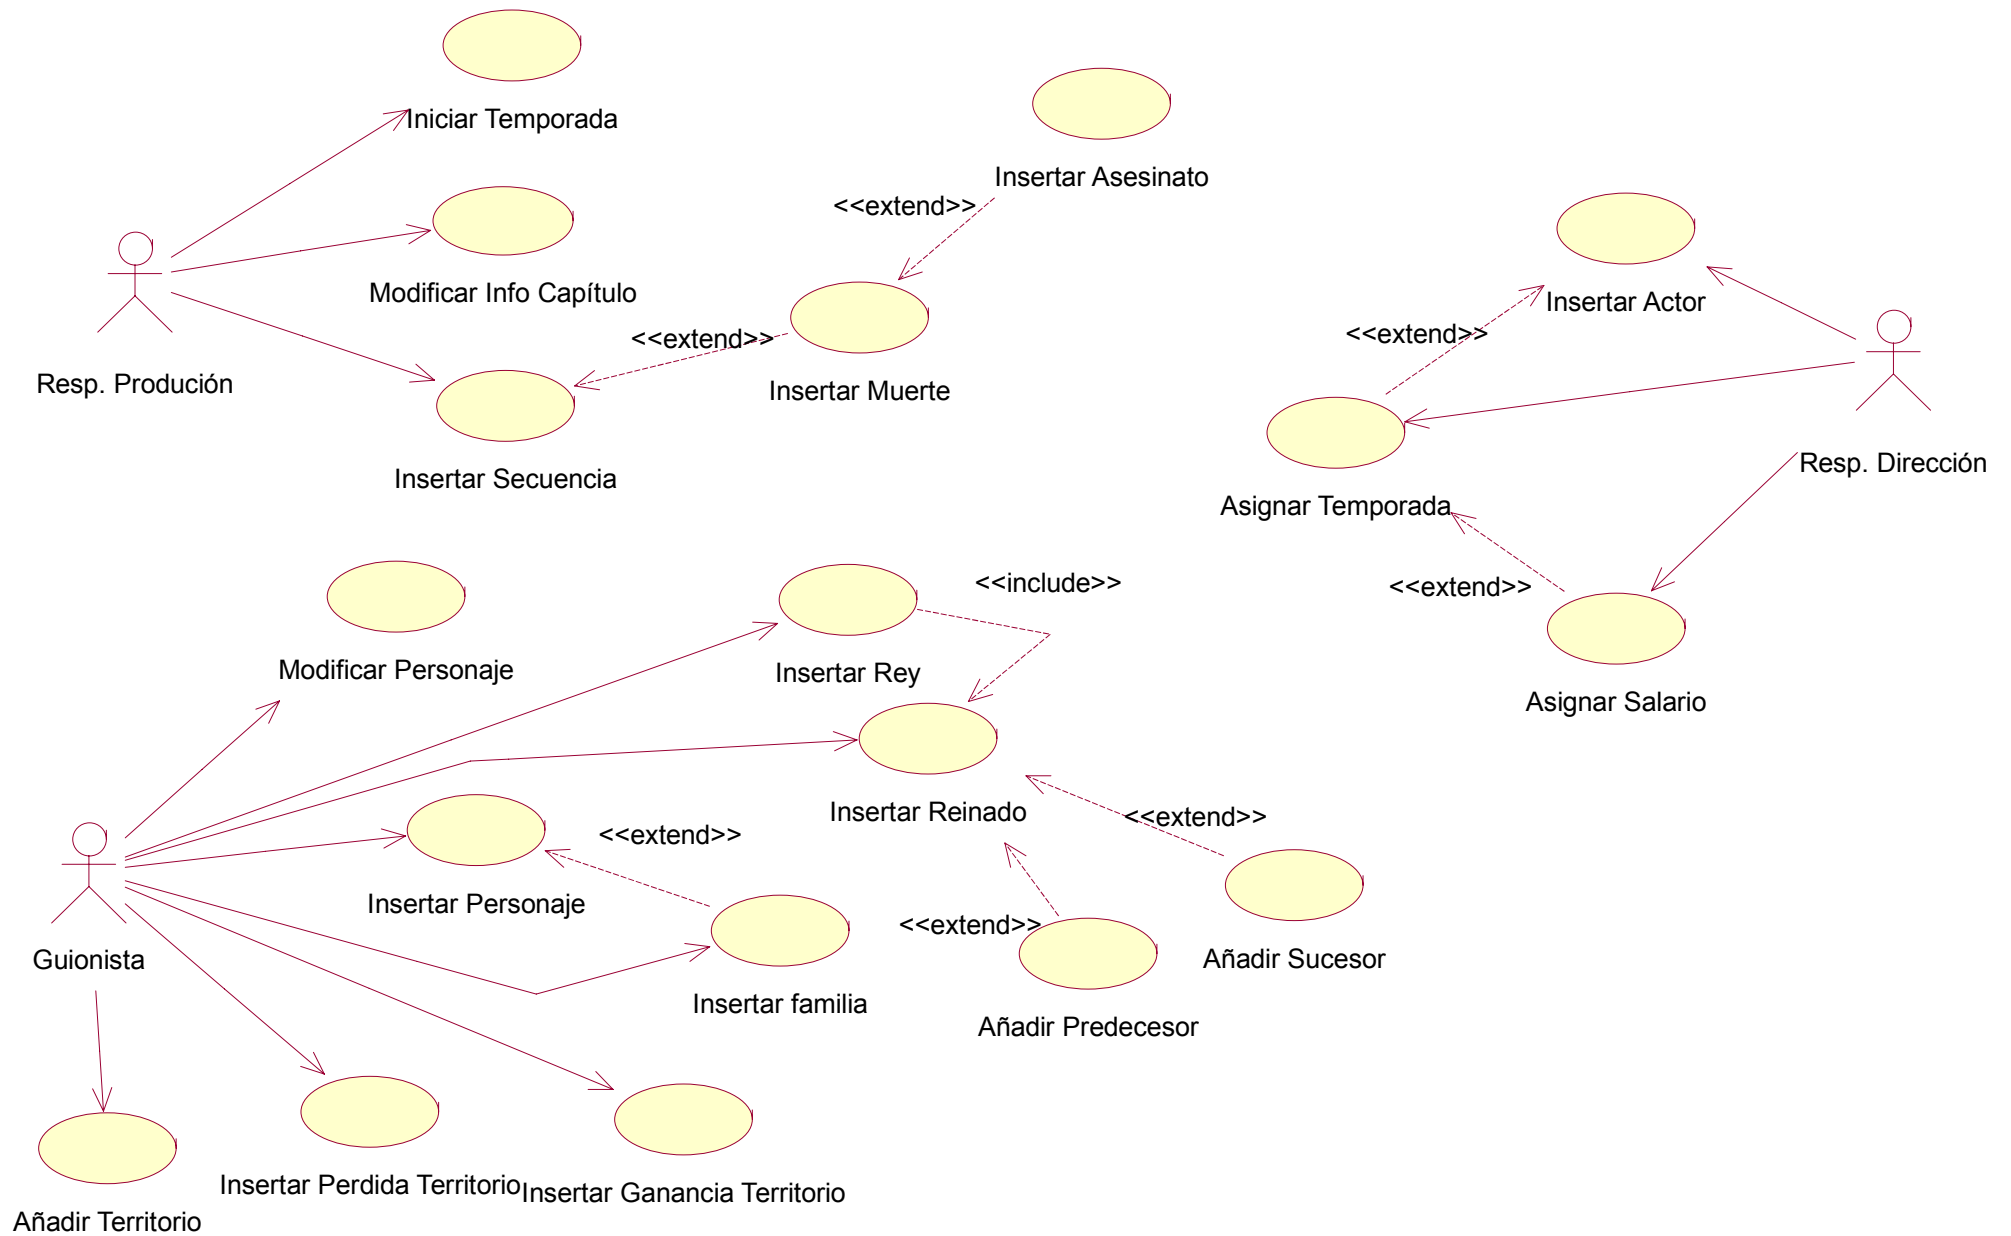 Iniciar Temporada
Insertar Asesinato
<<extend>>
Modificar Info Capítulo
Insertar Actor
<<extend>>
<<extend>>
Resp. Produción
Insertar Muerte
Resp. Dirección
Insertar Secuencia
Asignar Temporada
<<include>>
<<extend>>
Modificar Personaje
Insertar Rey
Asignar Salario
Insertar Reinado
<<extend>>
<<extend>>
Insertar Personaje
<<extend>>
Guionista
Añadir Sucesor
Insertar familia
Añadir Predecesor
Insertar Perdida Territorio
Insertar Ganancia Territorio
Añadir Territorio